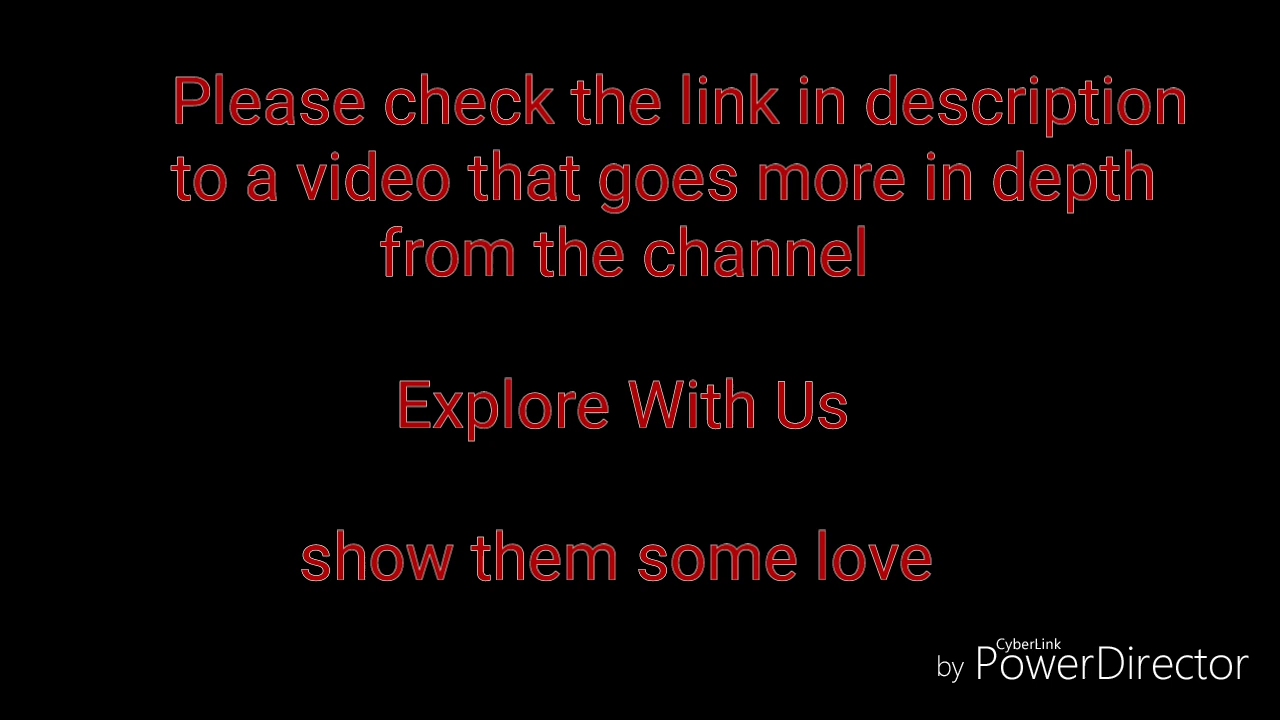 Please check the link in description
to a video that goes more in depth
from the channel
Explore With Us
show them some love
CyberLink
by PowerDirector